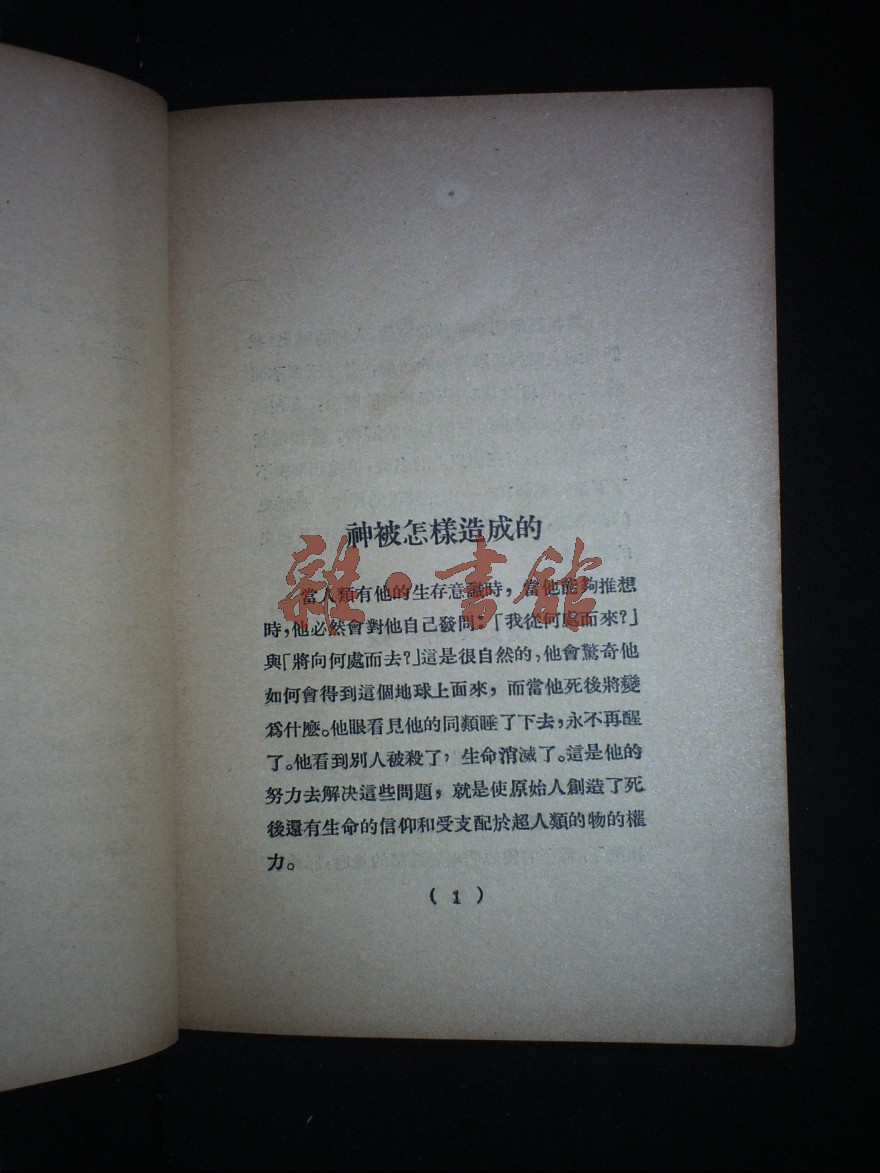 神被怎樣造成的
當人類有他的生存意識時，當他能夠推想
時，他必然會對他自己發問：「我從何處而來？」
與「將向何處而去？」這是很自然的，他會驚奇他
如何會得到這個地球上面來，而當他死後將變
爲什麼。他眼看見他的同類睡了下去，永不再醒
了。他看到別人被殺了，生命消滅了。這是他的
努力去解決這些問題，就是使原始人創造了死
後還有生命的信仰和受支配於超人類的物的權
力。
( 1 )
書館